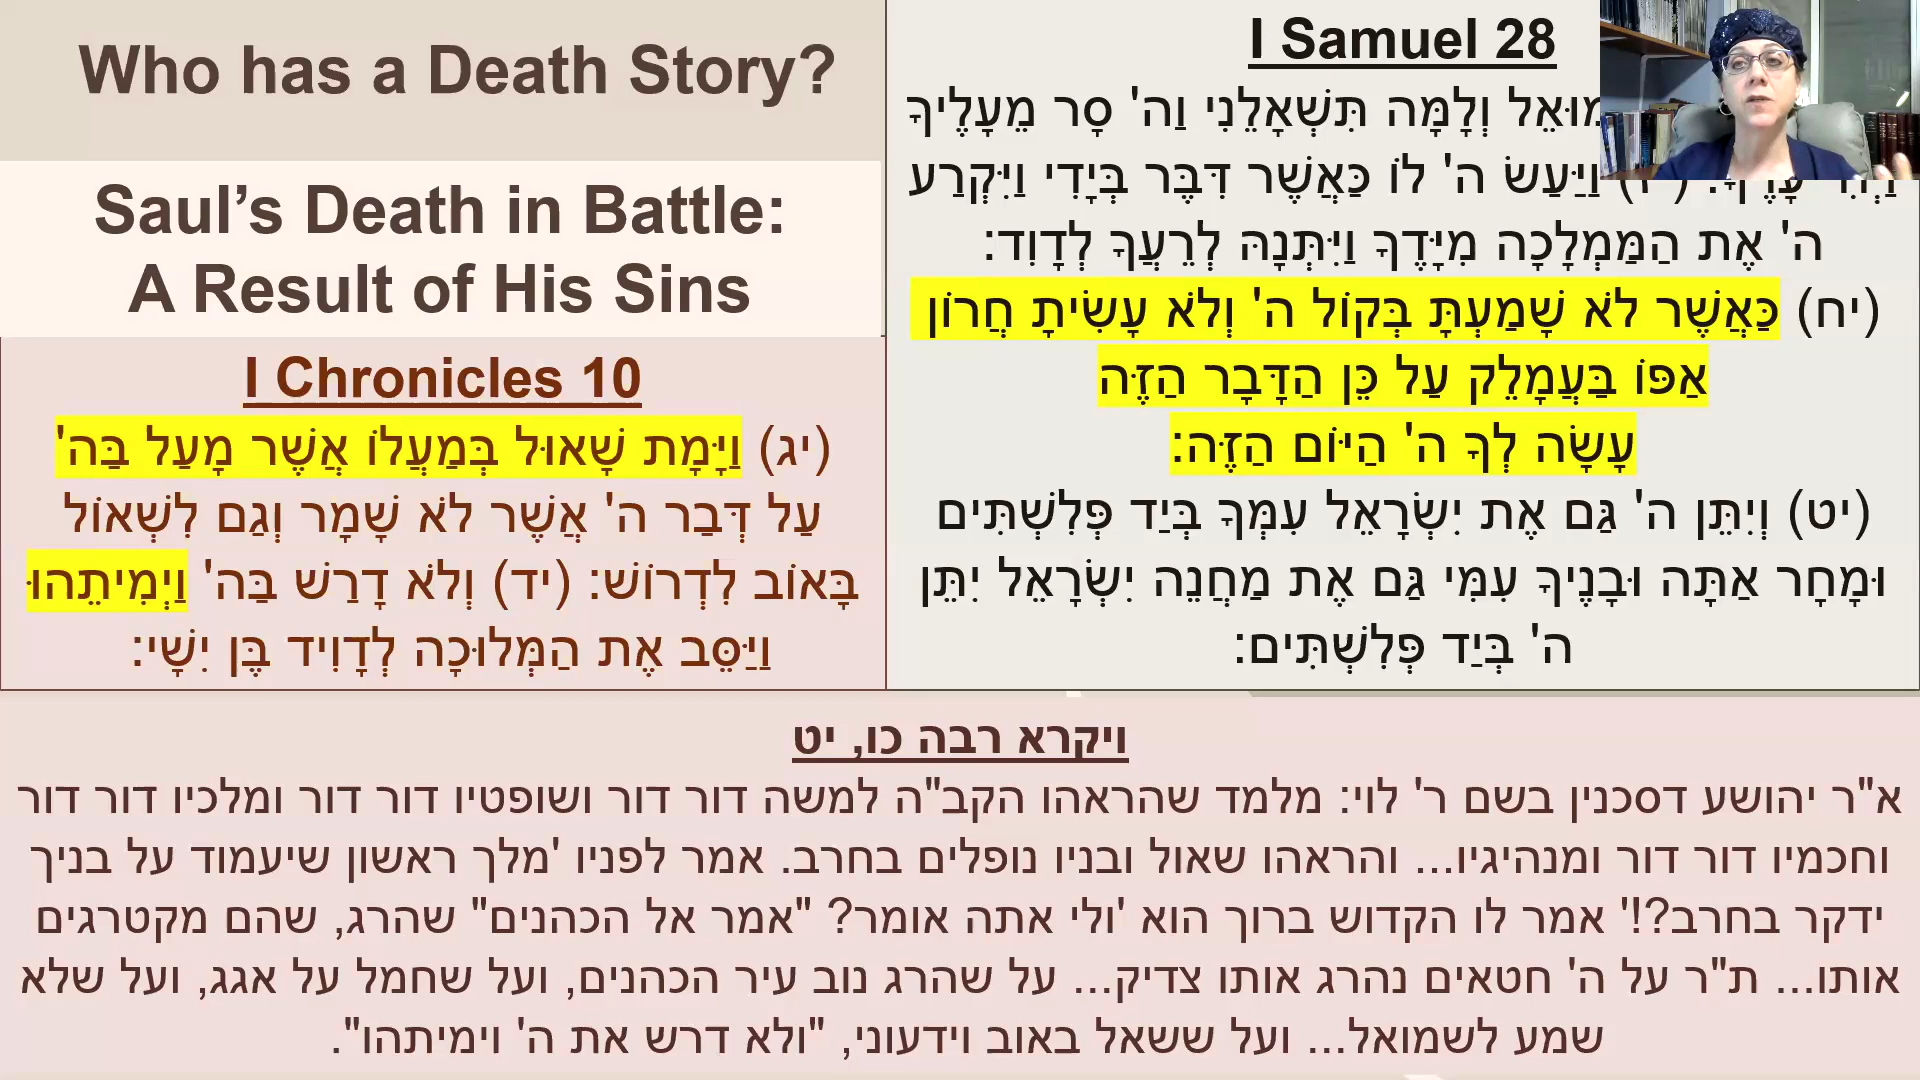 Who has a Death Story?
Saul’s Death in Battle:
A Result of His Sins
I Chronicles 10
(יג) וַיָּמָת שָׁאוּל בְּמַעֲלוֹ אֲשֶׁר מָעַל בַּה'
עַל דְּבַר ה' אֲשֶׁר לֹא שָׁמָר וְגַם לִשְׁאוֹל
בָּאוֹב לִדְרוֹשׁ: (יד) וְלֹא דָרַשׁ בַּה' וַיְמִיתֵהוּ
וַיַּסֵּב אֶת הַמְּלוּכָה לְדָוִיד בֶּן יִשָׁי:
I Samuel 28
וְלָמָּה תִּשְׁאָלֵנִי וַה' סָר מֵעָלֶיךָ
וַיַּעַשׂ ה' לוֹ כַּאֲשֶׁר דִּבֶּר בְּיָדִי וַיִּקְרַע
ה' אֶת הַמַּמְלָכָה מִיָּדֶךָ וַיִּתְּנָהּ לְרֵעֲךָ לְדָוִד:
(יח) כַּאֲשֶׁר לֹא שָׁמַעְתָּ בְּקוֹל ה' וְלֹא עָשִׂיתָ חֲרוֹן
אַפּוֹ בַּעֲמָלֵק עַל כֵּן הַדָּבָר הַזֶּה
עָשָׂה לְךָ ה' הַיּוֹם הַזֶּה:
(יט) וְיִתֵּן ה' גַּם אֶת יִשְׂרָאֵל עִמְּךָ בְּיַד פְּלִשְׁתִּים
וּמָחָר אַתָּה וּבָנֶיךָ עִמִּי גַּם אֶת מַחֲנֵה יִשְׂרָאֵל יִתֵּן
ה' בְּיַד פְּלִשְׁתִּים:
ויקרא רבה כו, יט
א"ר יהושע דסכנין בשם ר' לוי: מלמד שהראהו הקב"ה למשה דור דור ושופטיו דור דור ומלכיו דור דור
וחכמיו דור דור ומנהיגיו... והראהו שאול ובניו נופלים בחרב. אמר לפניו 'מלך ראשון שיעמוד על בניך
ידקר בחרב?!' אמר לו הקדוש ברוך הוא 'ולי אתה אומר? "אמר אל הכהנים" שהרג, שהם מקטרגים
אותו... ת"ר על ה' חטאים נהרג אותו צדיק... על שהרג נוב עיר הכהנים, ועל שחמל על אגג, ועל שלא
שמע לשמואל... ועל ששאל באוב וידעוני, "ולא דרש את ה' וימיתהו".